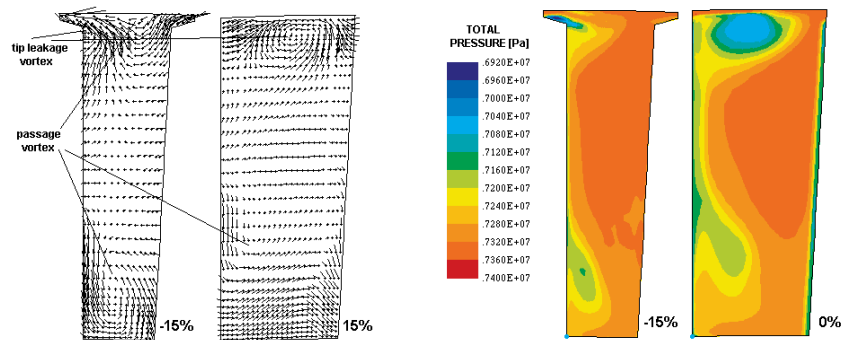 tip leakage
vortex
passage
vortex
-15%
15%
TOTAL
PRESSURE [Pa]
.6920E+07
.6960E+07
.7000E+07
.7040E+07
.7080E+07
.7120E+07
.7160E+07
.7200E+07
.7240E+07
.7280E+07
.7320E+07
.7360E+07
.7400E+07
-15%
0%